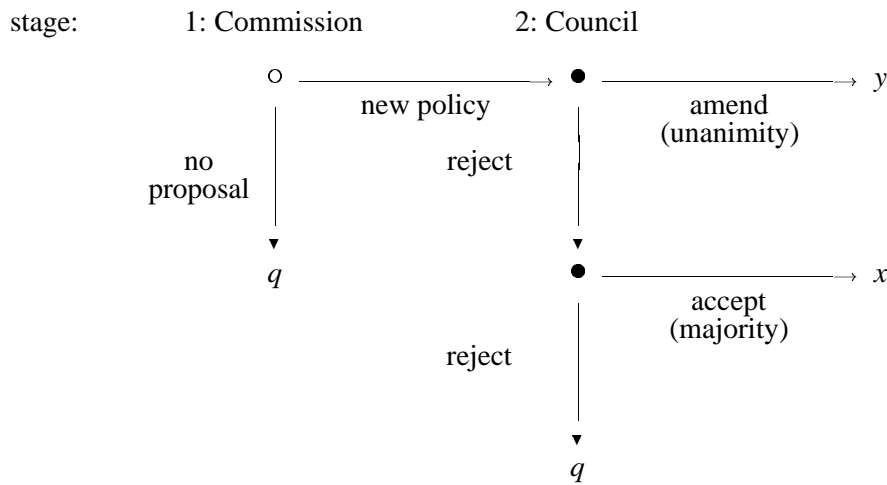 stage: 1: Commission 2: Council
new policy
amend
(unanimity)
y
no
proposal
reject
q
accept
(majority)
x
reject
q